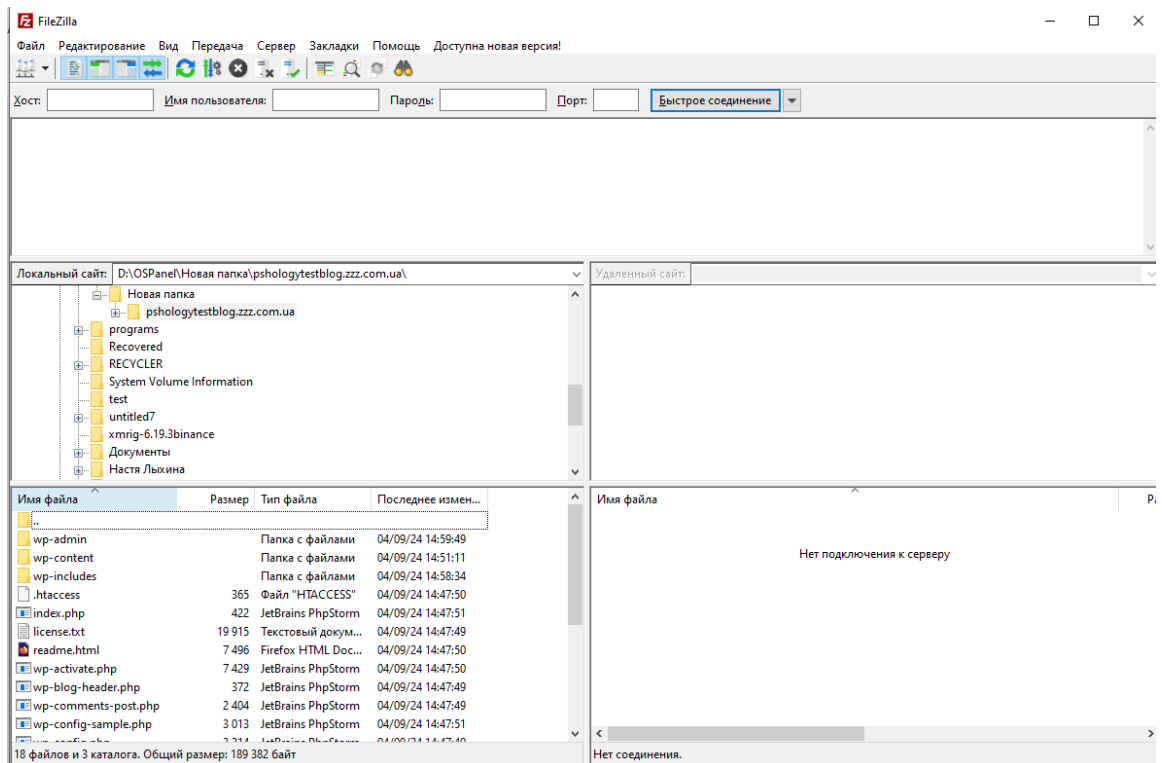 FileZilla
Файл Редактирование Вид Передача Сервер Закладки Помощь Доступна новая версия!
Хост: Имя пользователя: Пароль: Порт: Быстрое соединение
Локальный сайт: D:\OSPanel\Новая папка\pshologytestblog.zzz.com.ua\ Удаленный сайт:
Новая папка
pshologytestblog.zzz.com.ua
programs
Recovered
RECYCLER
System Volume Information
test
untitled7
xmrig-6.19.3binance
Документы
Настя Лыхина
Имя файла Размер Тип файла Последнее измен... Имя файла
..
wp-admin Папка с файлами 04/09/24 14:59:49
wp-content Папка с файлами 04/09/24 14:51:11
wp-includes Папка с файлами 04/09/24 14:58:34
.htaccess 365 Файл "HTACCESS" 04/09/24 14:47:50
index.php 422 JetBrains PhpStorm 04/09/24 14:47:51
license.txt 19 915 Текстовый докум... 04/09/24 14:47:49
readme.html 7 496 Firefox HTML Doc... 04/09/24 14:47:50
wp-activate.php 7 429 JetBrains PhpStorm 04/09/24 14:47:50
wp-blog-header.php 372 JetBrains PhpStorm 04/09/24 14:47:49
wp-comments-post.php 2 404 JetBrains PhpStorm 04/09/24 14:47:49
wp-config-sample.php 3 013 JetBrains PhpStorm 04/09/24 14:47:51
Нет подключения к серверу
18 файлов и 3 каталога. Общий размер: 189 382 байт Нет соединения.